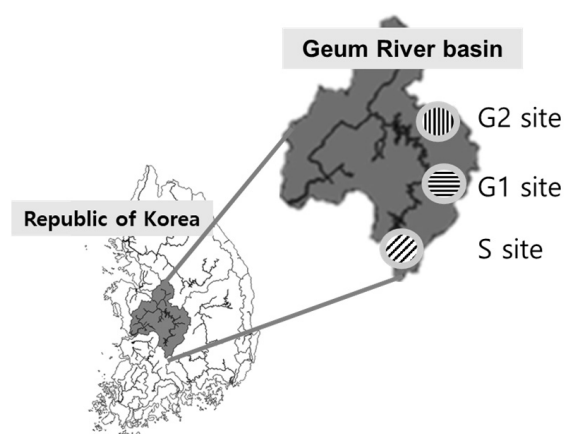 Geum River basin
G2 site
G1 site
Republic of Korea
S site